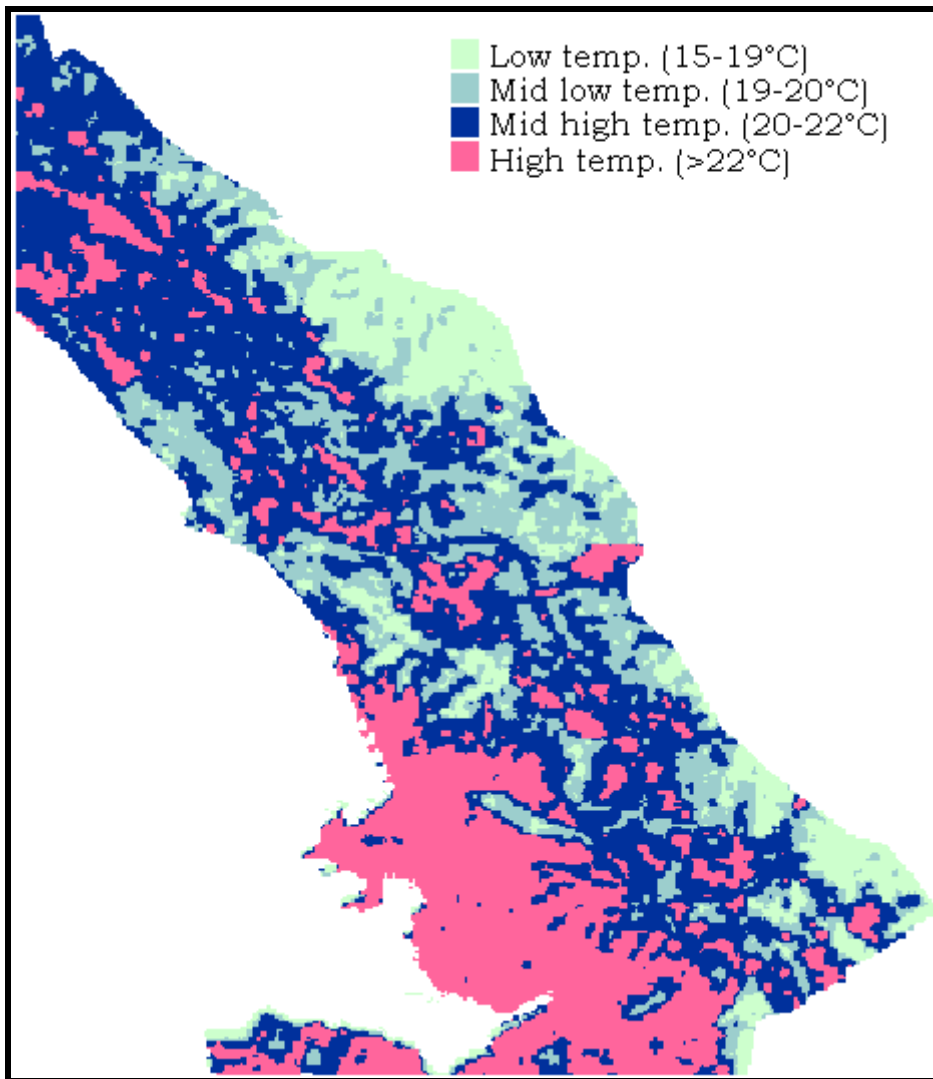 Low temp. (15-19°C)
Mid low temp. (19-20°C)
Mid high temp. (20-22°C)
High temp. (>22°C)